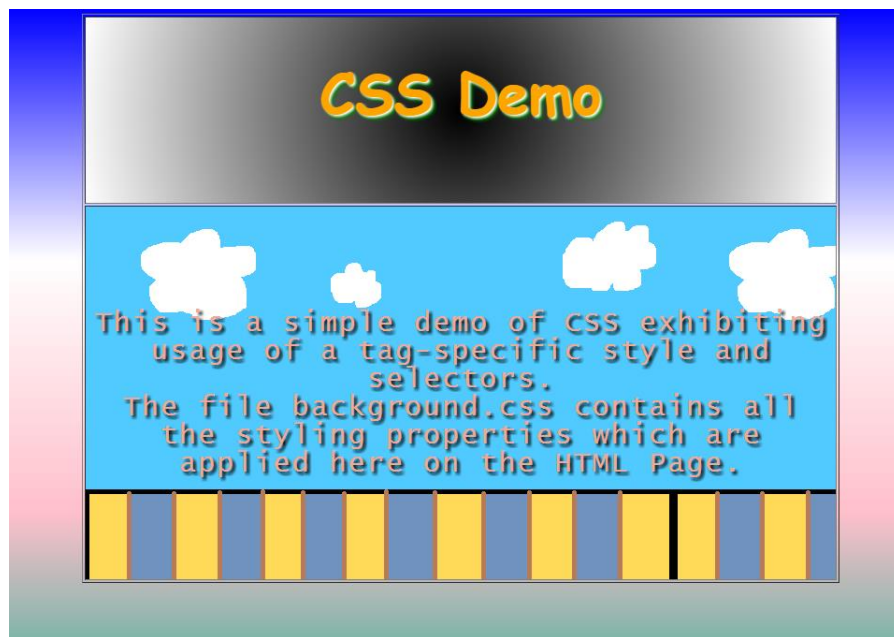 CSS Demo
This is a simple demo of CSS exhibiting
usage of a tag-specific style and
selectors.
The file background.css contains all
the styling properties which are
applied here on the HTML Page.